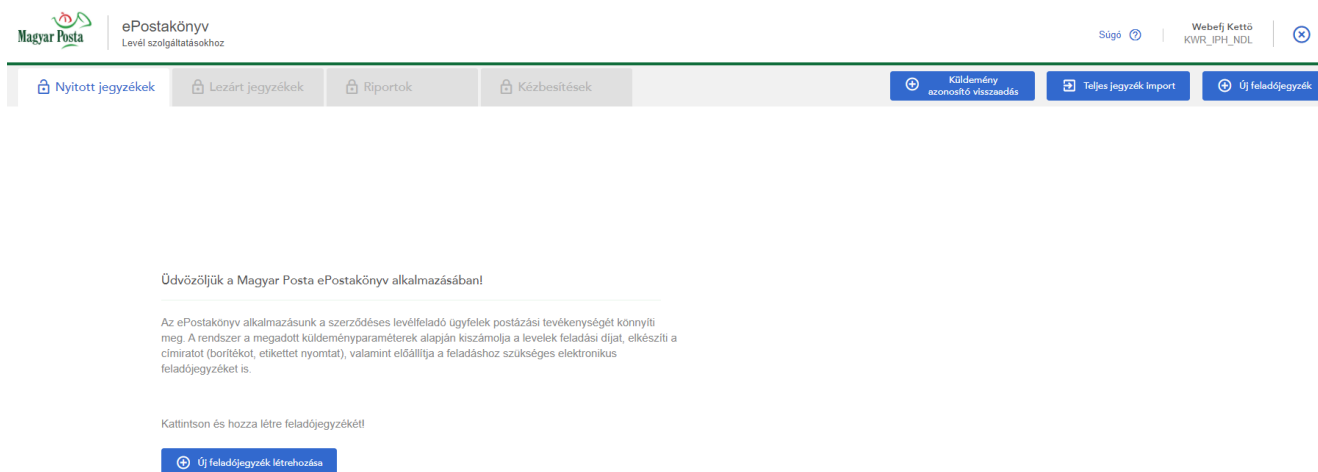 Magyar Posta
ePostakönyv
Levél szolgáltatásokhoz
Súgó
Webefj Kettő
KWR_IPH_NDL
Nyitott jegyzékek
Lezárt jegyzékek
Riportok
Kézbesítések
Küldemény
azonosító visszaadás
Teljes jegyzék import
Új feladójegyzék
Üdvözöljük a Magyar Posta ePostakönyv alkalmazásában!
Az ePostakönyv alkalmazásunk a szerződéses levélfeladó ügyfelek postázási tevékenységét könnyíti
meg. A rendszer a megadott küldeményparaméterek alapján kiszámolja a levelek feladási díjat, elkészíti a
címiratot (borítékot, etikettet nyomtat), valamint előállítja a feladáshoz szükséges elektronikus
feladójegyzéket is.
Kattintson és hozza létre feladójegyzékét!
Új feladójegyzék létrehozása